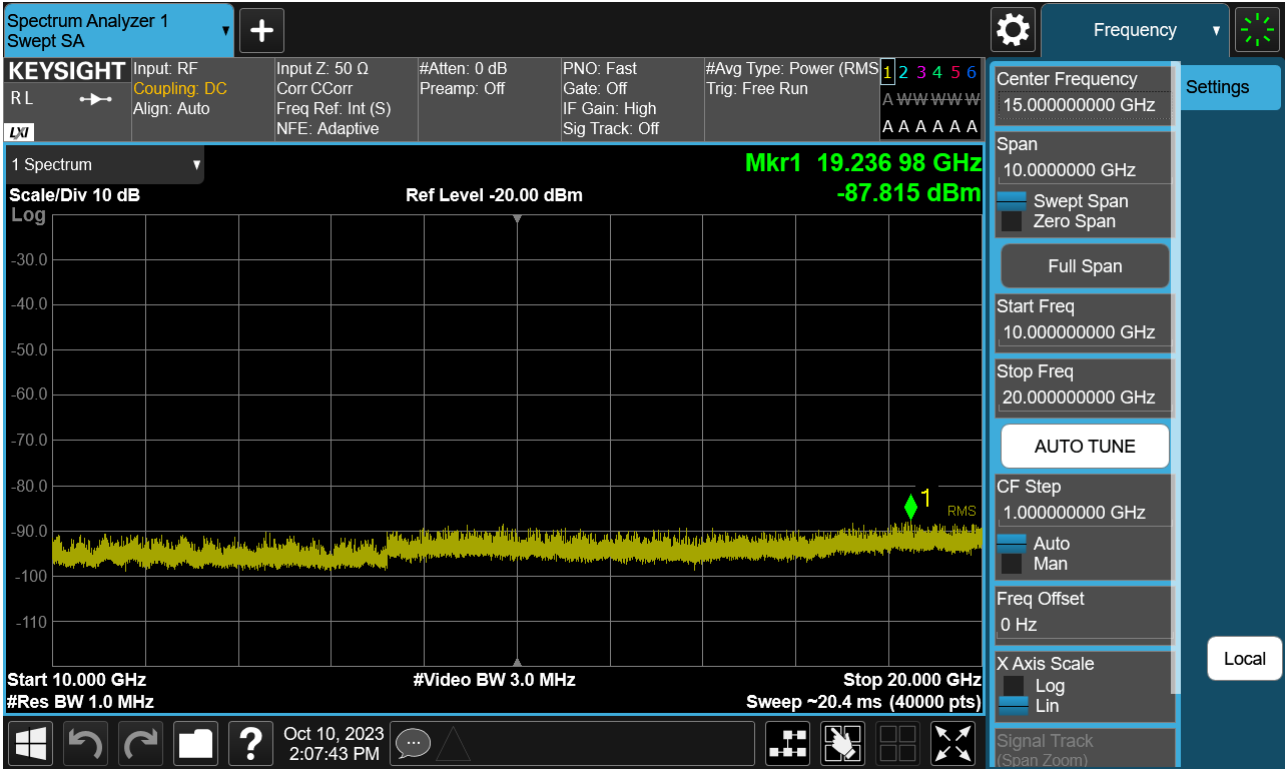 Spectrum Analyzer 1
Swept SA
Frequency
KEYSIGHT
R L
LXI
Input: RF
Coupling: DC
Align: Auto
Input Z: 50 Ω
Corr CCorr
Freq Ref: Int (S)
NFE: Adaptive
#Atten: 0 dB
Preamp: Off
PNO: Fast
Gate: Off
IF Gain: High
Sig Track: Off
#Avg Type: Power (RMS
Trig: Free Run
1 2 3 4 5 6
A W W W W W
A A A A A A
1 Spectrum
Scale/Div 10 dB
Log
Ref Level -20.00 dBm
Mkr1 19.236 98 GHz
-87.815 dBm
-30.0
-40.0
-50.0
-60.0
-70.0
-80.0
-90.0
-100
-110
1
RMS
Start 10.000 GHz
#Video BW 3.0 MHz
Stop 20.000 GHz
#Res BW 1.0 MHz
Sweep ~20.4 ms (40000 pts)
Center Frequency
15.000000000 GHz
Span
10.0000000 GHz
Swept Span
Zero Span
Full Span
Start Freq
10.000000000 GHz
Stop Freq
20.000000000 GHz
AUTO TUNE
CF Step
1.000000000 GHz
Auto
Man
Freq Offset
0 Hz
X Axis Scale
Log
Lin
Signal Track
(Span Zoom)
Settings
Local
?
Oct 10, 2023
2:07:43 PM